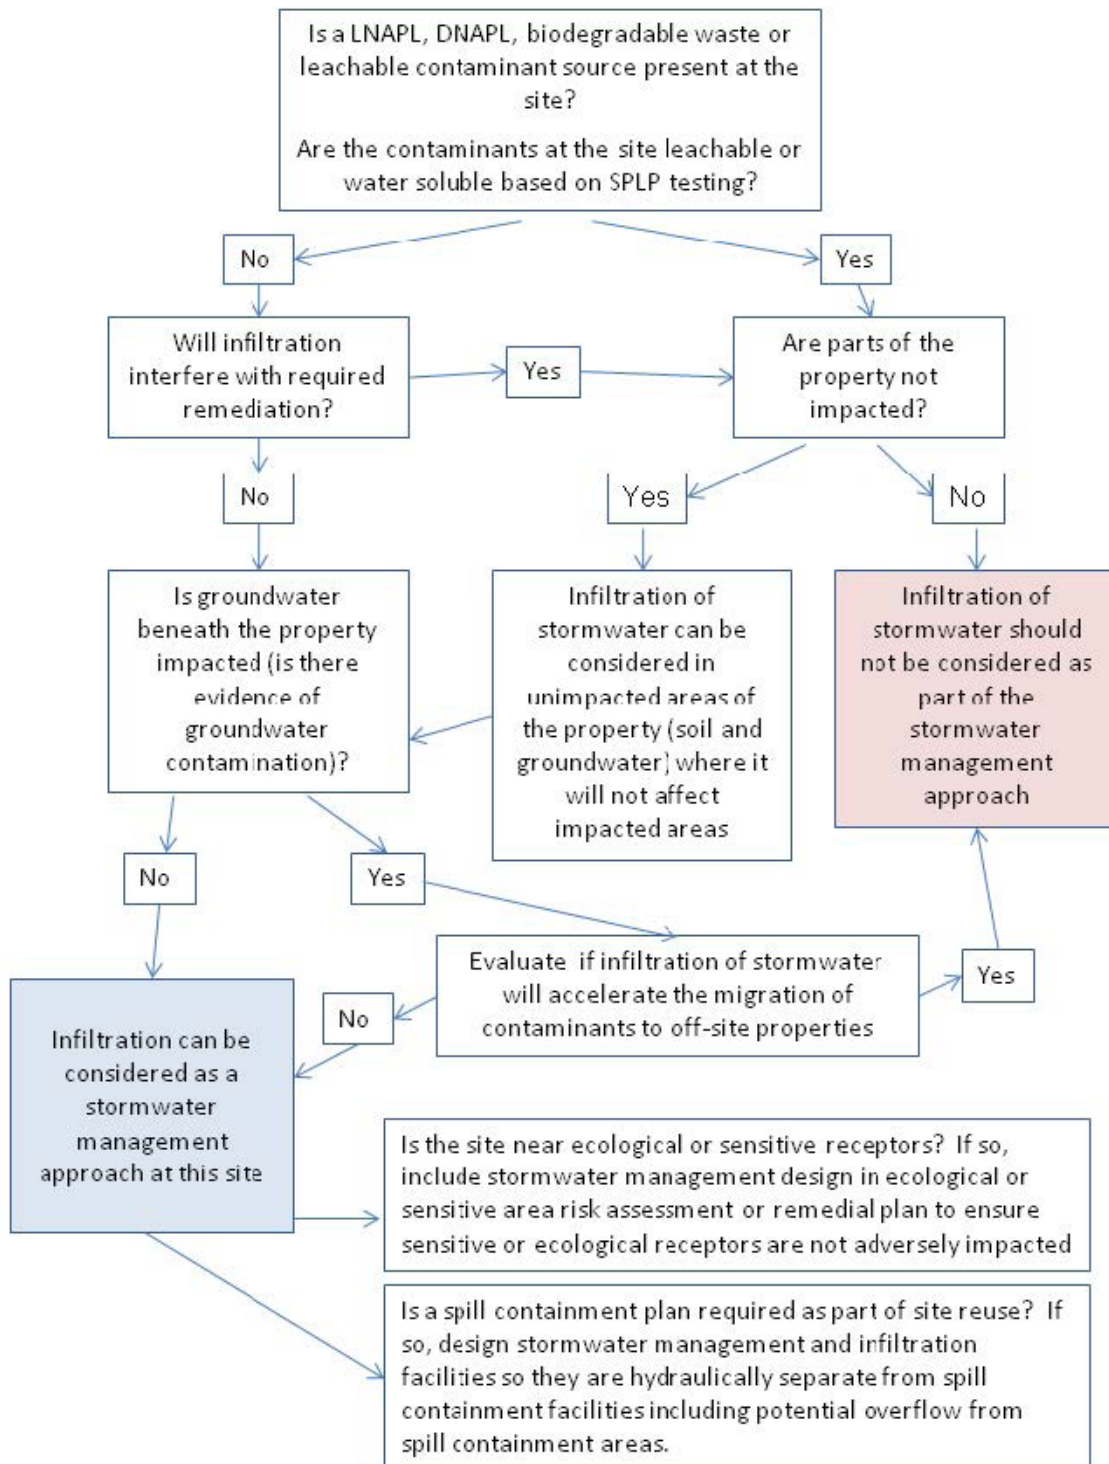 Is a LNAPL, DNAPL, biodegradable waste or
leachable contaminant source present at the
site?
Are the contaminants at the site leachable or
water soluble based on SPLP testing?
No
Yes
Will infiltration
interfere with required
remediation?
Yes
Are parts of the
property not
impacted?
No
Yes
No
Is groundwater
beneath the property
impacted (is there
evidence of
groundwater
contamination)?
Infiltration of
stormwater can be
considered in
unimpacted areas of
the property (soil and
groundwater) where it
will not affect
impacted areas
Infiltration of
stormwater should
not be considered as
part of the
stormwater
management
approach
No
Yes
Evaluate if infiltration of stormwater
will accelerate the migration of
contaminants to off-site properties
Yes
No
Infiltration can be
considered as a
stormwater
management
approach at this site
Is the site near ecological or sensitive receptors? If so,
include stormwater management design in ecological or
sensitive area risk assessment or remedial plan to ensure
sensitive or ecological receptors are not adversely impacted
Is a spill containment plan required as part of site reuse? If
so, design stormwater management and infiltration
facilities so they are hydraulically separate from spill
containment facilities including potential overflow from
spill containment areas.